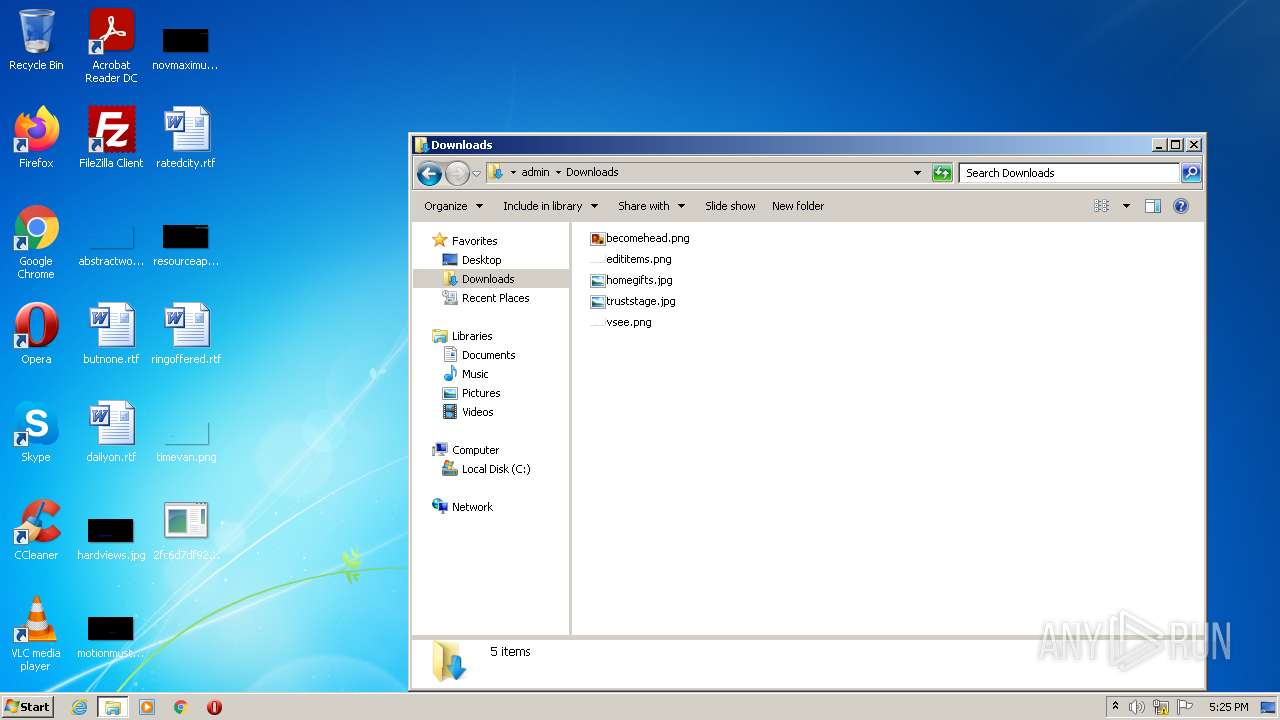 Recycle Bin
Acrobat Reader DC
novmaximu...
Firefox
FileZilla Client
ratedcity.rtf
Google Chrome
abstractwo...
resourceap...
Opera
butnone.rtf
ringoffered.rtf
Skype
dailyon.rtf
timevan.png
CCleaner
hardviews.jpg
2fc6d7df92...
VLC media player
motionmust...
Downloads
admin Downloads
Search Downloads
Organize
Include in library
Share with
Slide show
New folder
Favorites
Desktop
Downloads
Recent Places
Libraries
Documents
Music
Pictures
Videos
Computer
Local Disk (C:)
Network
becomehead.png
edititems.png
homegifts.jpg
truststage.jpg
vsee.png
5 items
ANY RUN
Start
5:25 PM